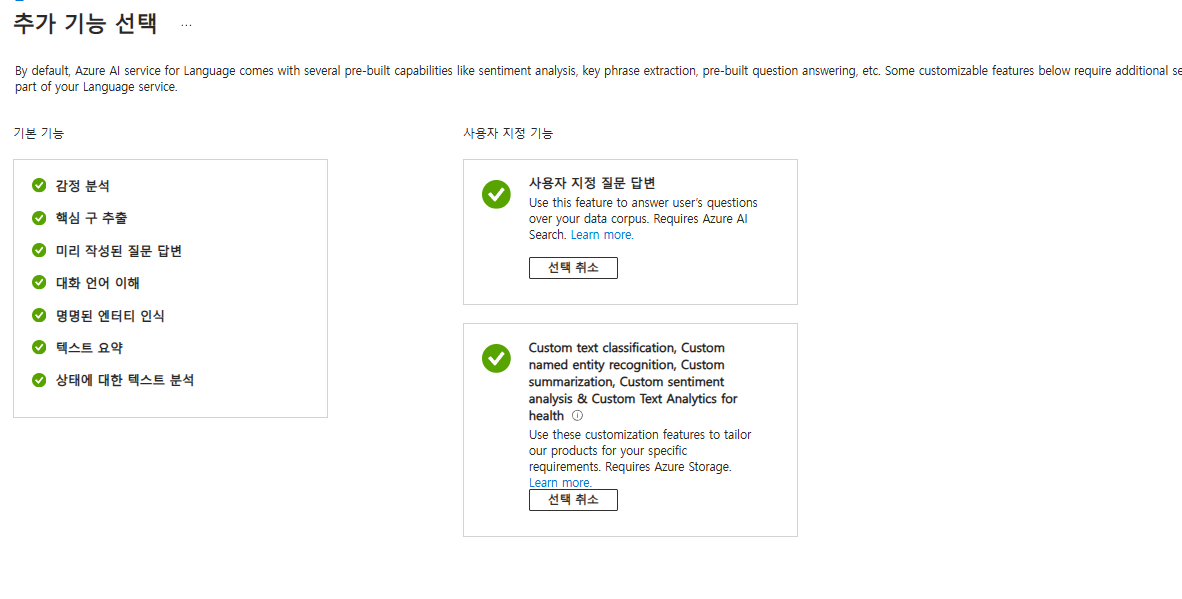 추가 기능 선택 ...
By default, Azure AI service for Language comes with several pre-built capabilities like sentiment analysis, key phrase extraction, pre-built question answering, etc. Some customizable features below require additional se
part of your Language service.
기본 기능
감정 분석
핵심 구 추출
미리 작성된 질문 답변
대화 언어 이해
명명된 엔터티 인식
텍스트 요약
상태에 대한 텍스트 분석
사용자 지정 기능
사용자 지정 질문 답변
Use this feature to answer user's questions
over your data corpus. Requires Azure AI
Search. Learn more.
선택 취소
Custom text classification, Custom
named entity recognition, Custom
summarization, Custom sentiment
analysis & Custom Text Analytics for
health
Use these customization features to tailor
our products for your specific
requirements. Requires Azure Storage.
Learn more.
선택 취소